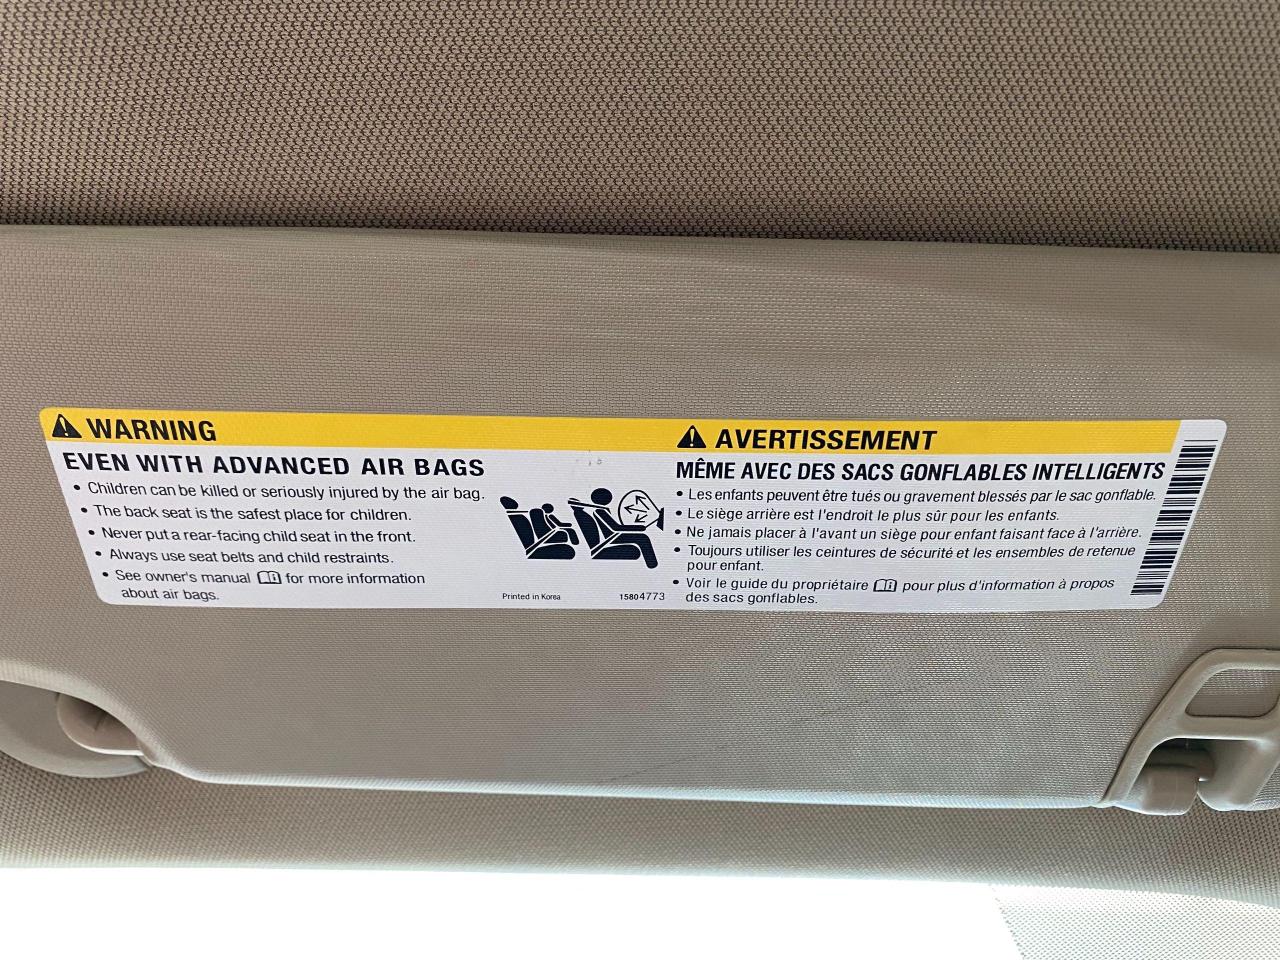 WARNING
EVEN WITH ADVANCED AIR BAGS
• Children can be killed or seriously injured by the air bag.
• The back seat is the safest place for children.
• Never put a rear-facing child seat in the front.
• Always use seat belts and child restraints.
• See owner's manual for more information
about air bags.
Printed in Korea
15804773
AVERTISSEMENT
MÊME AVEC DES SACS GONFLABLES INTELLIGENTS
• Les enfants peuvent être tués ou gravement blessés par le sac gonflable.
• Le siège arrière est l'endroit le plus sûr pour les enfants.
• Ne jamais placer à l'avant un siège pour enfant faisant face à l'arrière.
• Toujours utiliser les ceintures de sécurité et les ensembles de retenue
pour enfant.
• Voir le guide du propriétaire pour plus d'information à propos
des sacs gonflables.